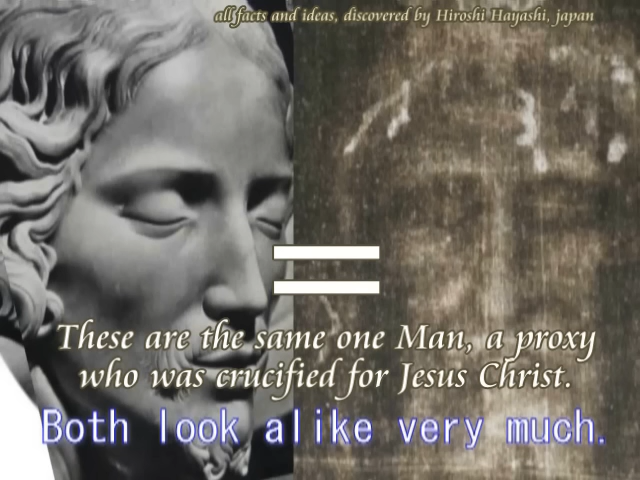 all facts and ideas, discovered by Hiroshi Hayashi, japan
=
These are the same one Man, a proxy
who was crucified for Jesus Christ.
Both look alike very much.